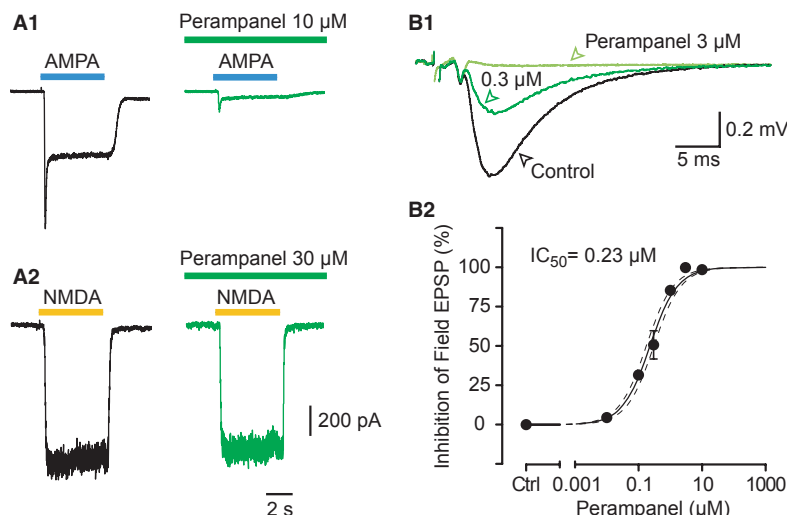 A1
Perampanel 10 µM
AMPA
AMPA
A2
Perampanel 30 µM
NMDA
NMDA
200 pA
2 s
B1
Perampanel 3 µM
0.3 µM
Control
0.2 mV
5 ms
B2
Inhibition of Field EPSP (%)
IC50= 0.23 µM
100
75
50
25
0
Ctrl 0.001 0.1 10 1000
Perampanel (µM)